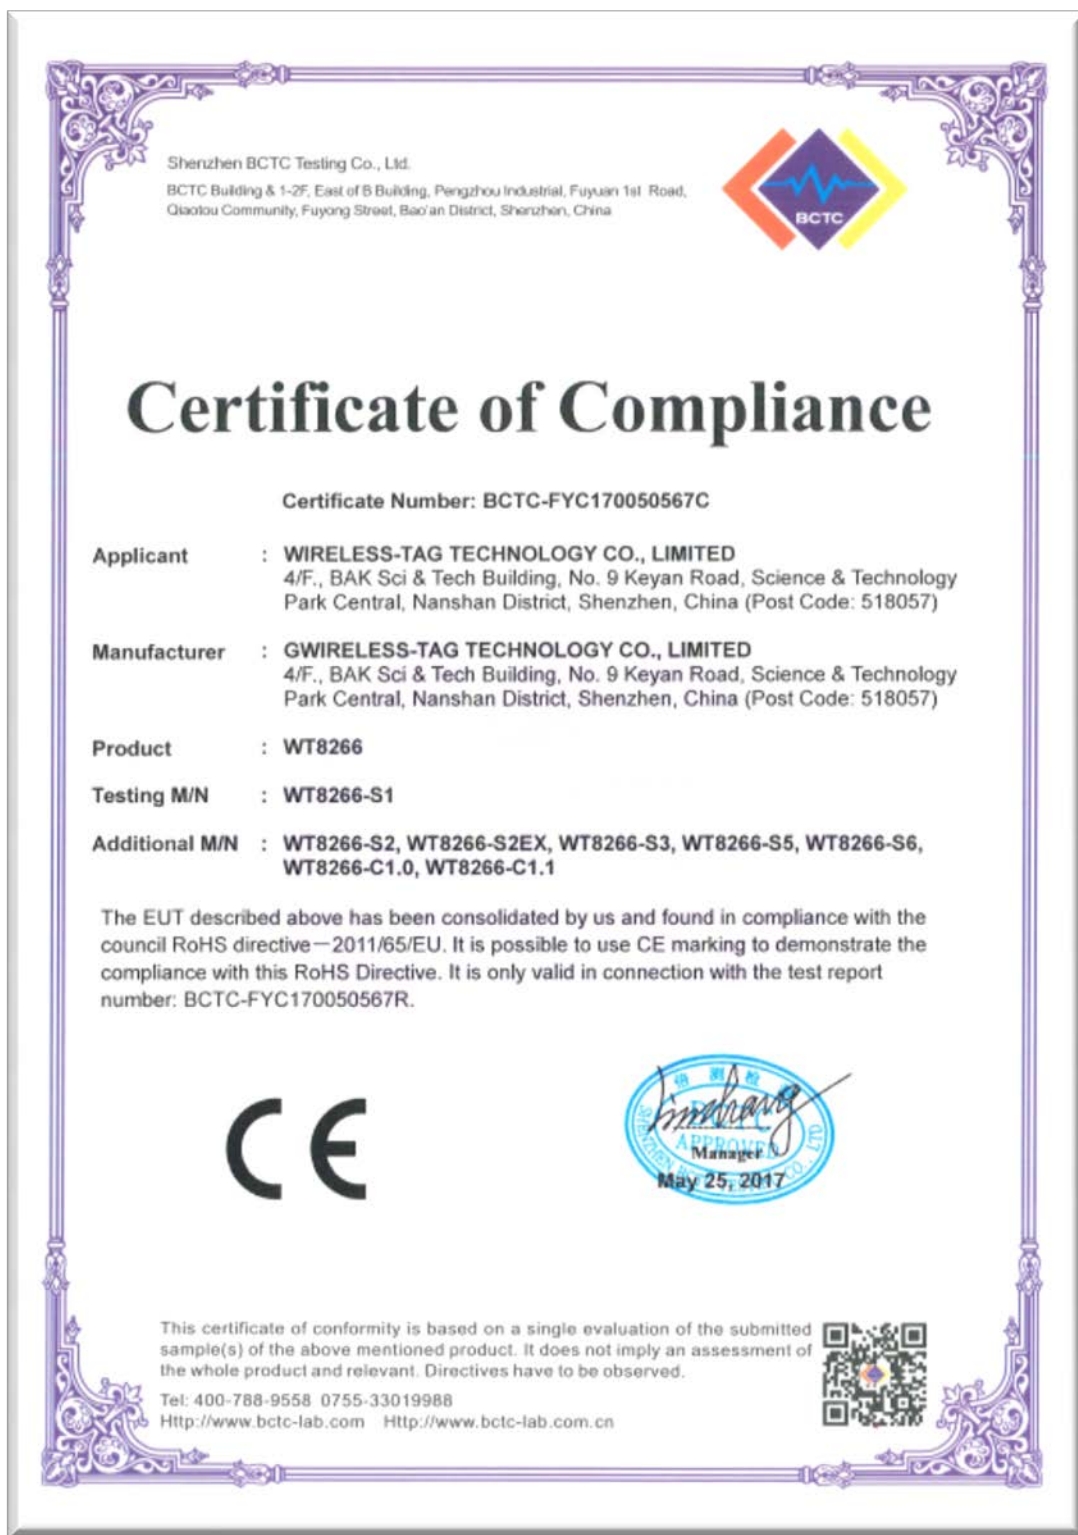 Shenzhen BCTC Testing Co., Ltd.
BCTC Building & 1-2F, East of B Building, Pengzhou Industrial, Fuyuan 1st Road,
Qiaotou Community, Fuyong Street, Bao'an District, Shenzhen, China
BCTC
Certificate of Compliance
Certificate Number: BCTC-FYC170050567C
Applicant : WIRELESS-TAG TECHNOLOGY CO., LIMITED
4/F., BAK Sci & Tech Building, No. 9 Keyan Road, Science & Technology
Park Central, Nanshan District, Shenzhen, China (Post Code: 518057)
Manufacturer : GWIRELESS-TAG TECHNOLOGY CO., LIMITED
4/F., BAK Sci & Tech Building, No. 9 Keyan Road, Science & Technology
Park Central, Nanshan District, Shenzhen, China (Post Code: 518057)
Product : WT8266
Testing M/N : WT8266-S1
Additional M/N : WT8266-S2, WT8266-S2EX, WT8266-S3, WT8266-S5, WT8266-S6,
WT8266-C1.0, WT8266-C1.1
The EUT described above has been consolidated by us and found in compliance with the
council RoHS directive—2011/65/EU. It is possible to use CE marking to demonstrate the
compliance with this RoHS Directive. It is only valid in connection with the test report
number: BCTC-FYC170050567R.
CE
倍测检
SHENZHEN CO., LTD
BCTC
APPROVED
Manager
May 25, 2017
This certificate of conformity is based on a single evaluation of the submitted
sample(s) of the above mentioned product. It does not imply an assessment of
the whole product and relevant. Directives have to be observed.
Tel: 400-788-9558 0755-33019988
Http://www.bctc-lab.com Http://www.bctc-lab.com.cn